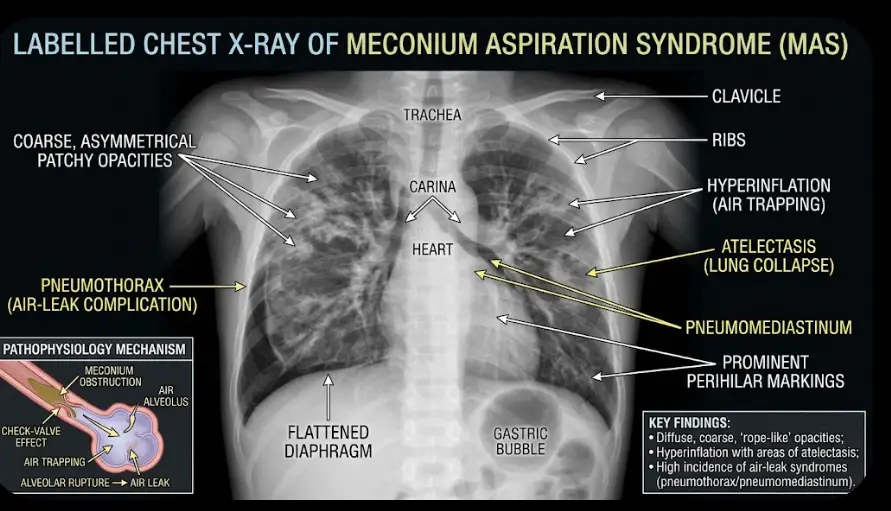 LABELLED CHEST X-RAY OF MECONIUM ASPIRATION SYNDROME (MAS)
COARSE, ASYMMETRICAL
PATCHY OPACITIES
PNEUMOTHORAX
(AIR-LEAK COMPLICATION)
TRACHEA
CARINA
HEART
FLATTENED
DIAPHRAGM
GASTRIC
BUBBLE
CLAVICLE
RIBS
HYPERINFLATION
(AIR TRAPPING)
ATELECTASIS
(LUNG COLLAPSE)
PNEUMOMEDIASTINUM
PROMINENT
PERIHILAR MARKINGS
PATHOPHYSIOLOGY MECHANISM
MECONIUM
OBSTRUCTION
AIR
ALVEOLUS
CHECK-VALVE
EFFECT
AIR TRAPPING
ALVEOLAR RUPTURE → AIR LEAK
KEY FINDINGS:
• Diffuse, coarse, 'rope-like' opacities;
• Hyperinflation with areas of atelectasis;
• High incidence of air-leak syndromes
(pneumothorax/pneumomediastinum).